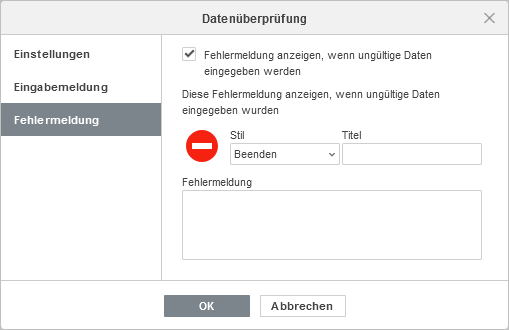 Datenüberprüfung
Einstellungen
Eingabemeldung
Fehlermeldung
Fehlermeldung anzeigen, wenn ungültige Daten
eingegeben werden
Diese Fehlermeldung anzeigen, wenn ungültige Daten
eingegeben wurden
Stil
Titel
Beenden
Fehlermeldung
OK
Abbrechen